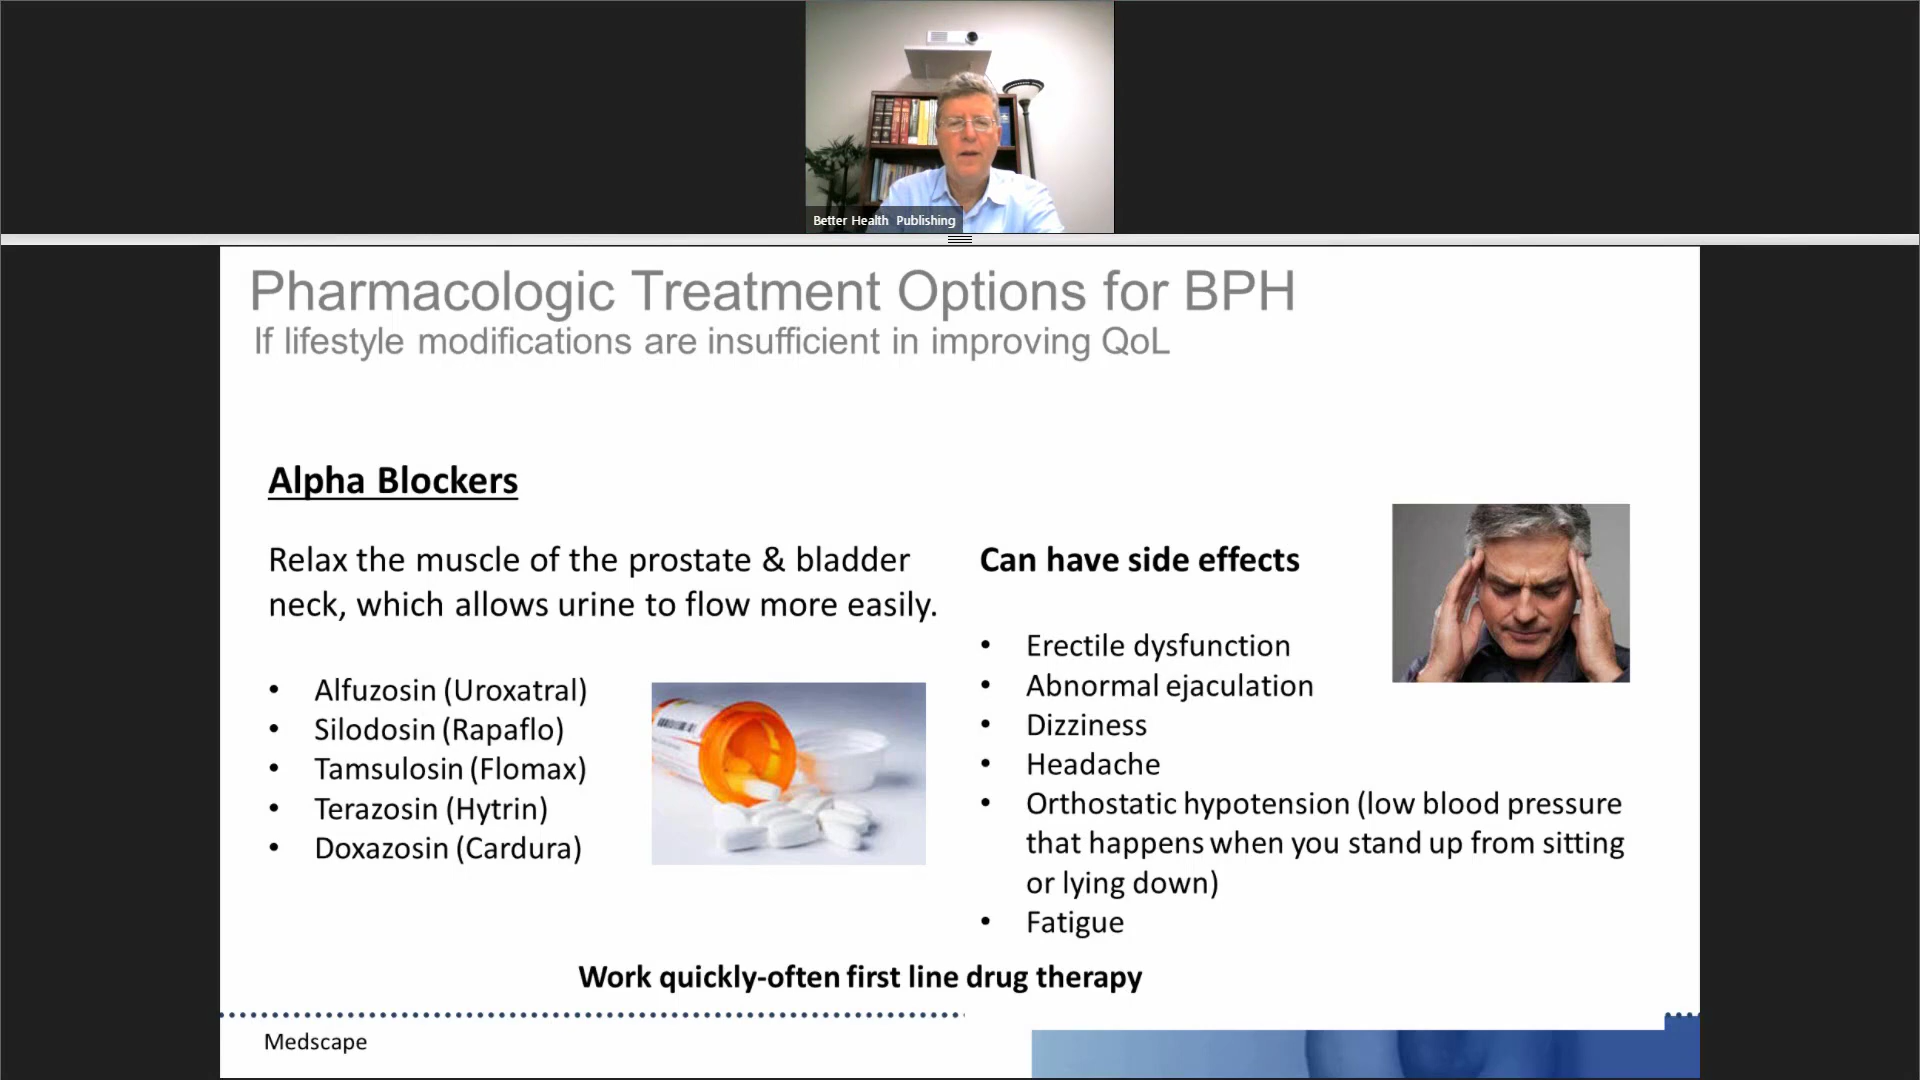 Better Health Publishing
Pharmacologic Treatment Options for BPH
If lifestyle modifications are insufficient in improving QoL
Alpha Blockers
Relax the muscle of the prostate & bladder
neck, which allows urine to flow more easily.
• Alfuzosin (Uroxatral)
• Silodosin (Rapaflo)
• Tamsulosin (Flomax)
• Terazosin (Hytrin)
• Doxazosin (Cardura)
Can have side effects
• Erectile dysfunction
• Abnormal ejaculation
• Dizziness
• Headache
• Orthostatic hypotension (low blood pressure
that happens when you stand up from sitting
or lying down)
• Fatigue
Work quickly-often first line drug therapy
Medscape